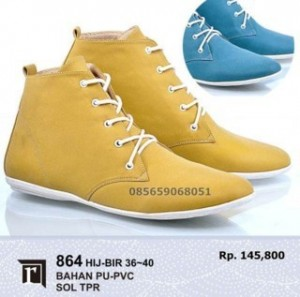 085659068051
864 HIJ-BIR 36~40
Rp. 145,800
BAHAN PU-PVC
SOL TPR